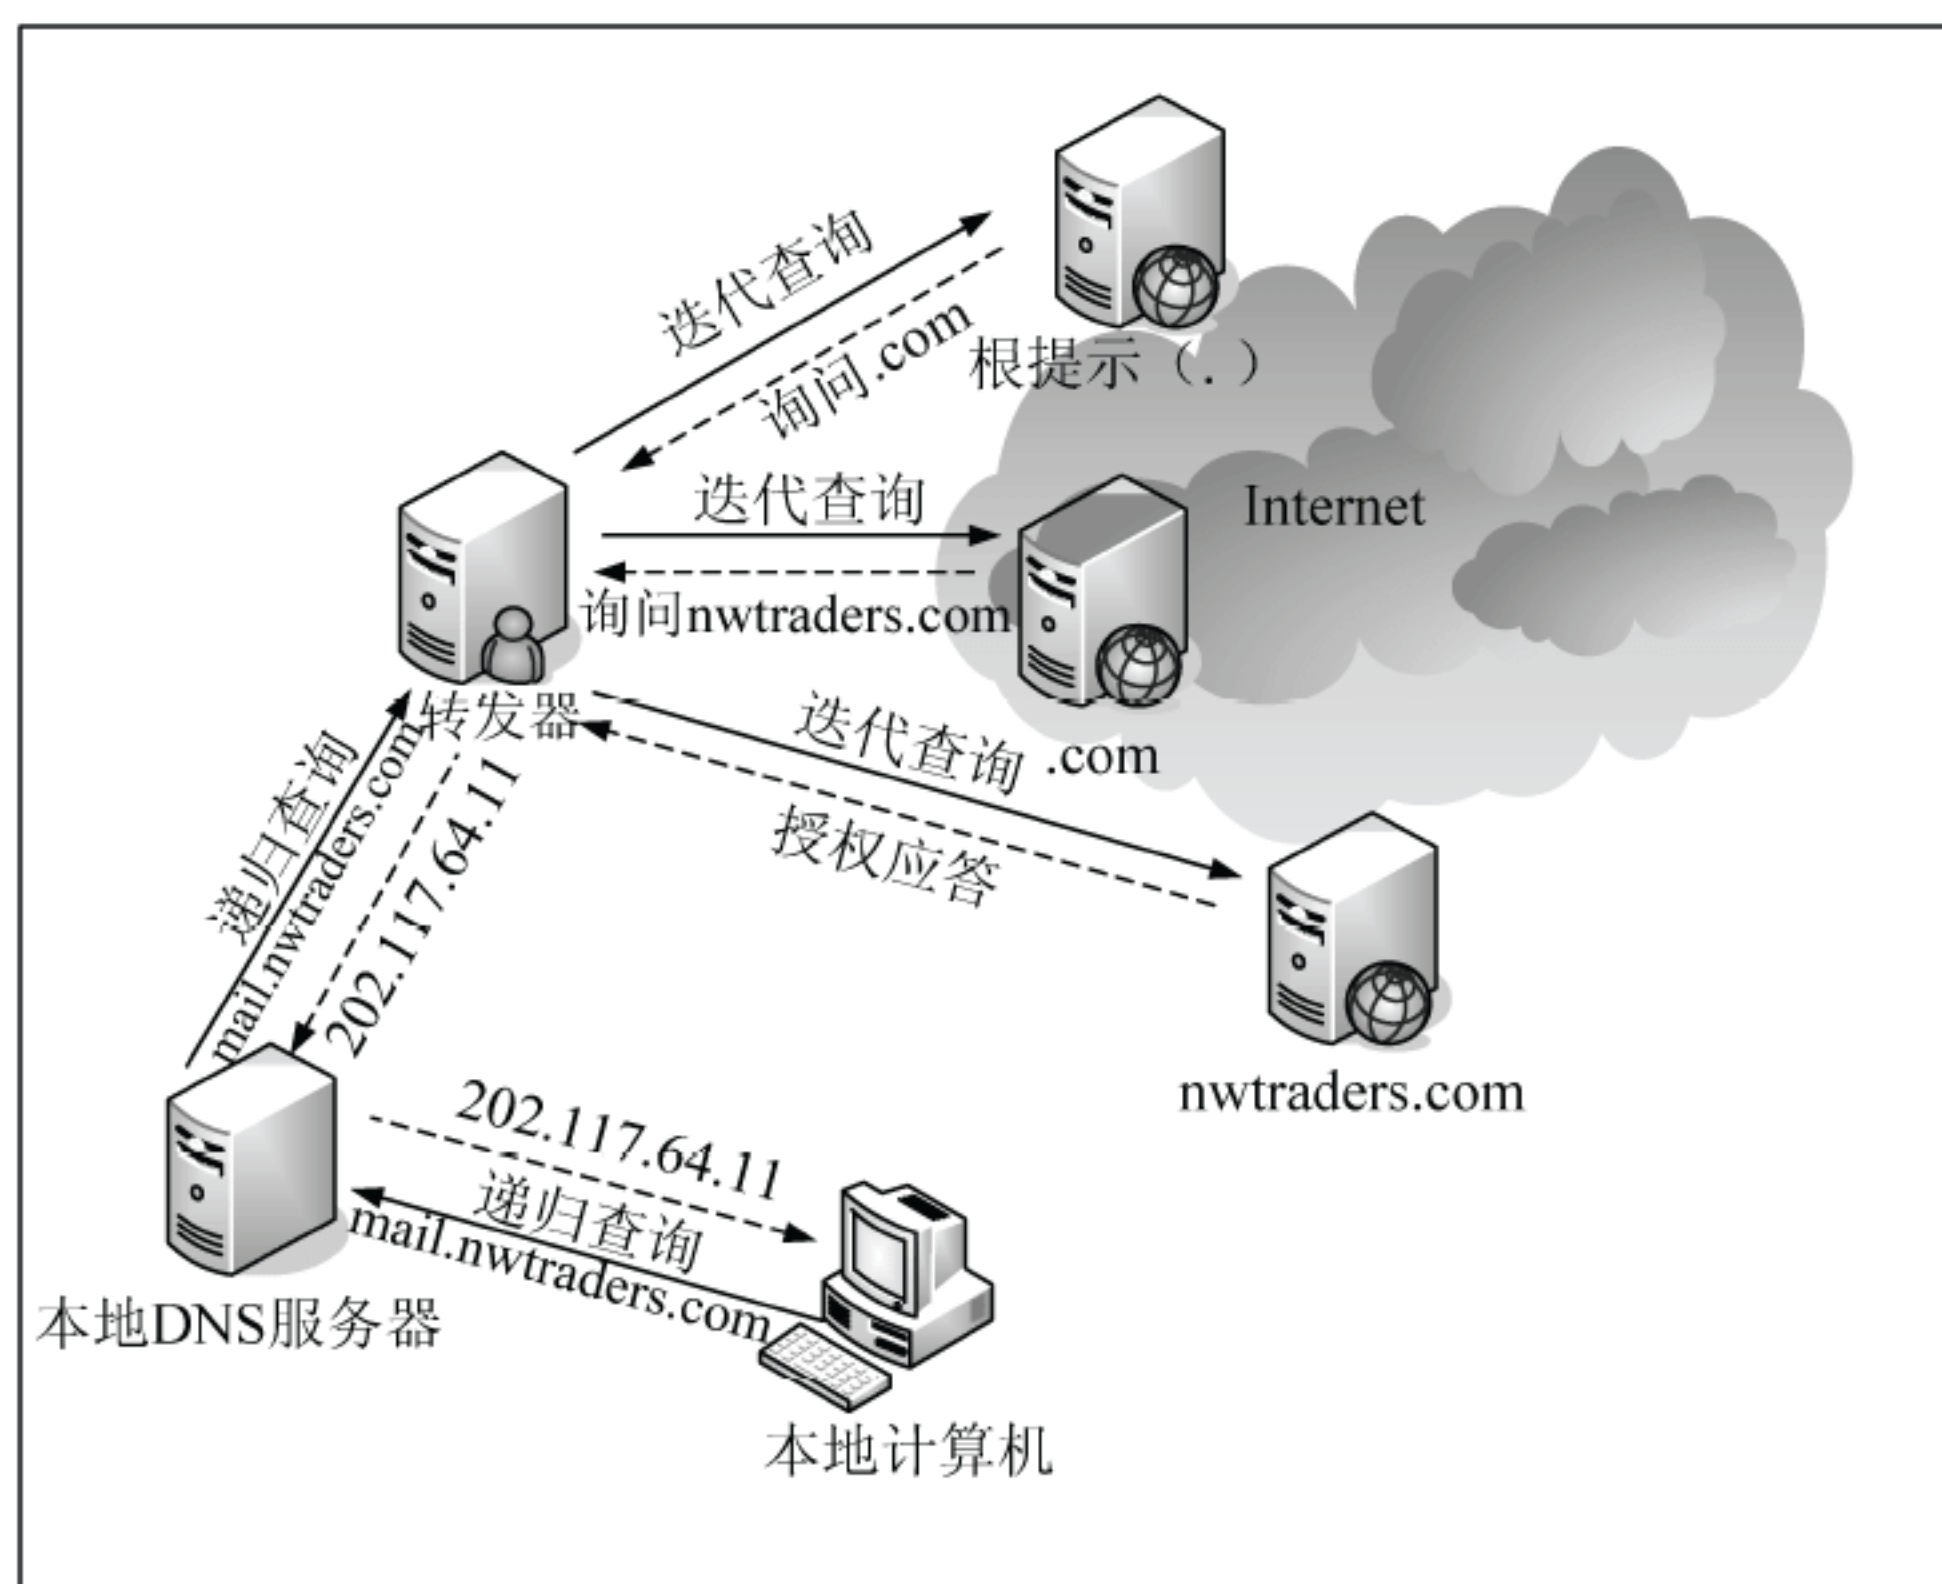 迭代查询
询问.com
根提示（.）
迭代查询
Internet
询问nwtraders.com
转发器
迭代查询
.com
授权应答
递归查询
mail.nwtraders.com
202.117.64.11
nwtraders.com
202.117.64.11
递归查询
mail.nwtraders.com
本地DNS服务器
本地计算机